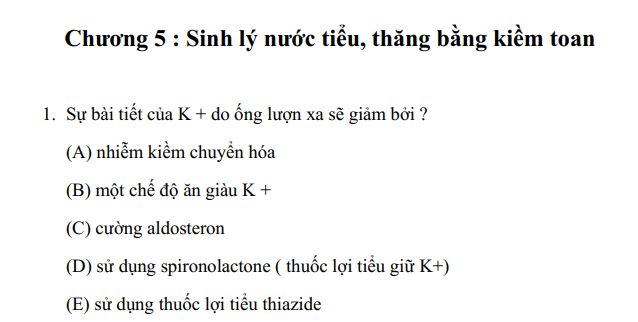 Chương 5 : Sinh lý nước tiểu, thăng bằng kiềm toan
1. Sự bài tiết của K + do ống lượn xa sẽ giảm bởi ?
(A) nhiễm kiềm chuyển hóa
(B) một chế độ ăn giàu K +
(C) cường aldosteron
(D) sử dụng spironolactone ( thuốc lợi tiểu giữ K+)
(E) sử dụng thuốc lợi tiểu thiazide